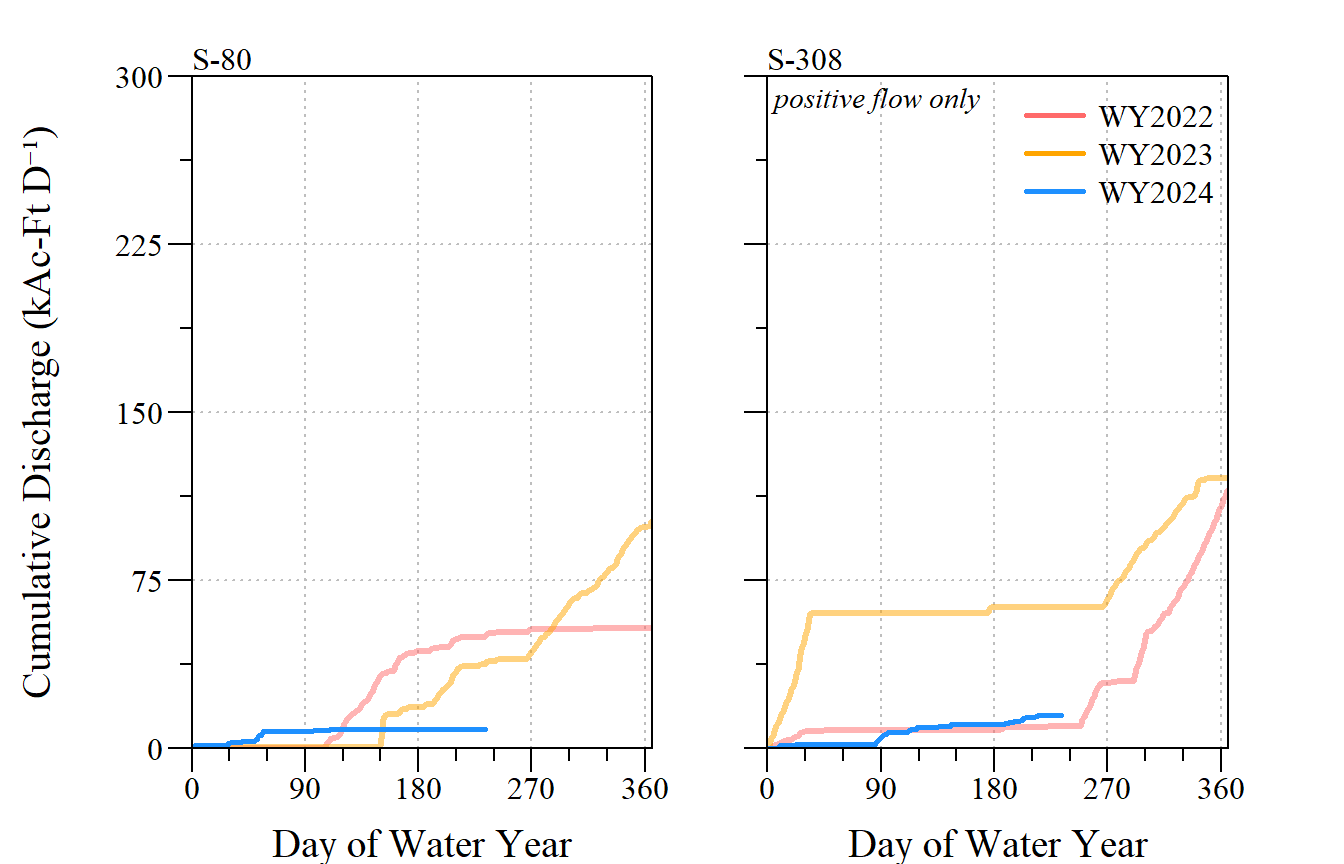 S-80
S-308
300
225
150
75
0
positive flow only
WY2022
WY2023
WY2024
Cumulative Discharge (kAc-Ft D⁻¹)
0 90 180 270 360
0 90 180 270 360
Day of Water Year
Day of Water Year